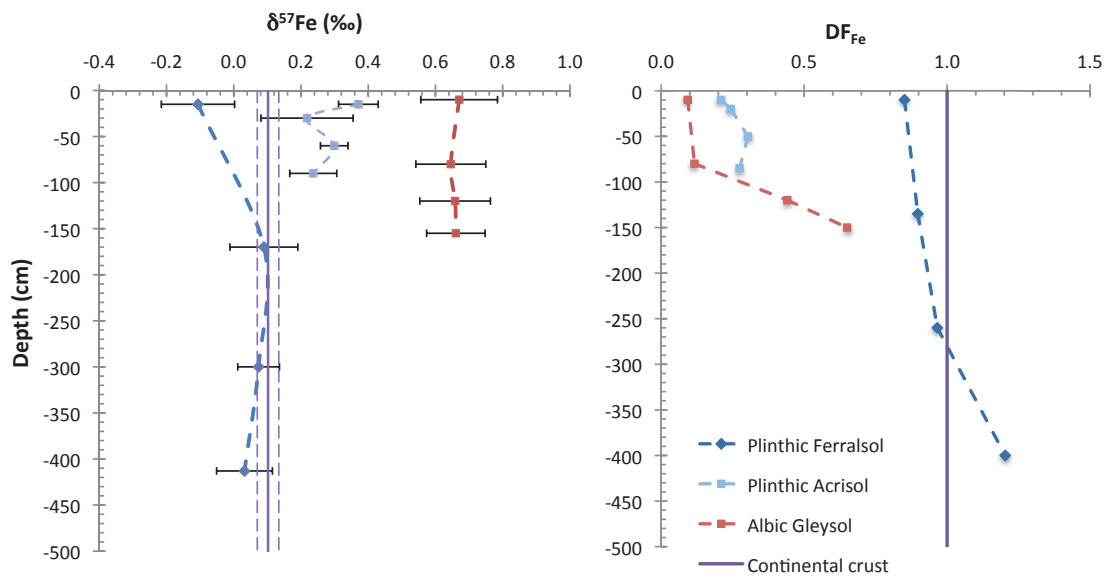 δ⁵⁷Fe (‰)
-0.4 -0.2 0.0 0.2 0.4 0.6 0.8 1.0
0
-50
-100
-150
-200
-250
-300
-350
-400
-450
-500
Depth (cm)
DF_Fe
0.0 0.5 1.0 1.5
0
-50
-100
-150
-200
-250
-300
-350
-400
-450
-500
Plinthic Ferralsol
Plinthic Acrisol
Albic Gleysol
Continental crust